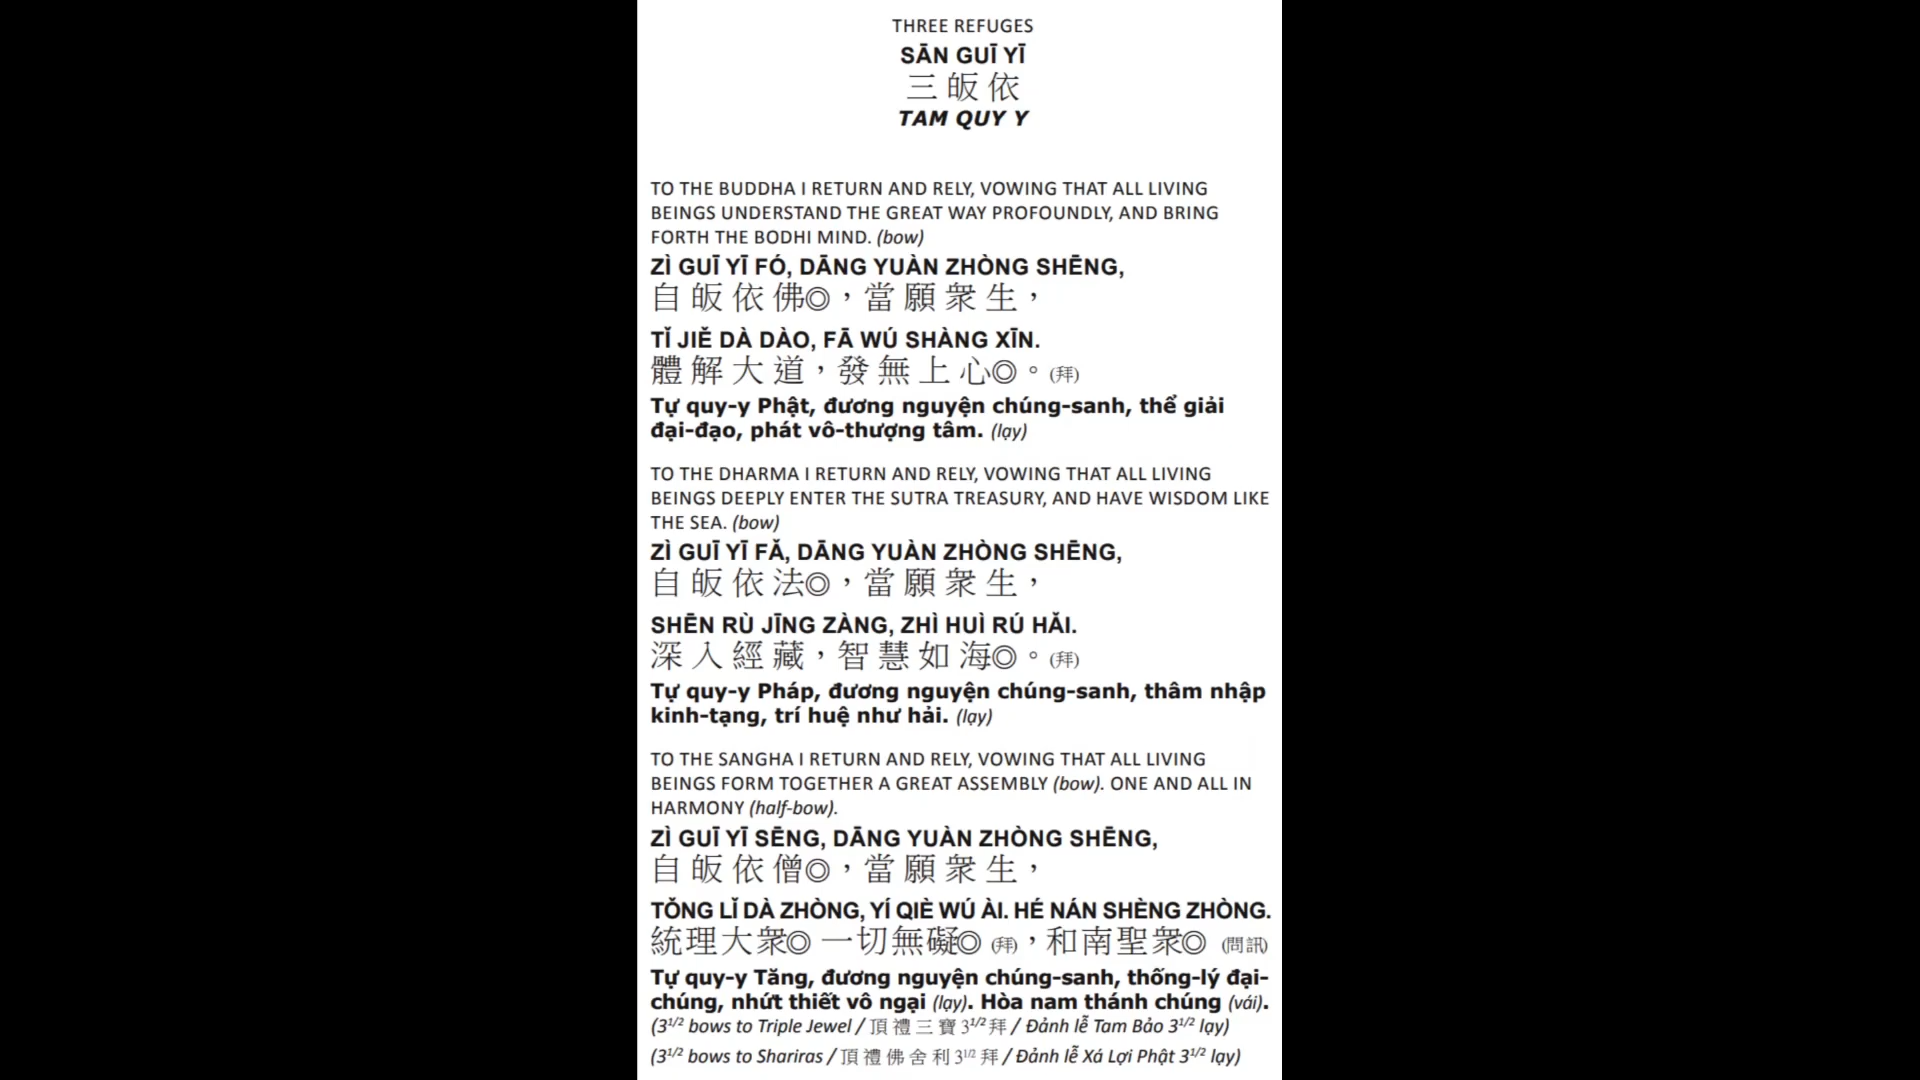 THREE REFUGES
SĀN GUĪ YĪ
三皈依
TAM QUY Y
TO THE BUDDHA I RETURN AND RELY, VOWING THAT ALL LIVING
BEINGS UNDERSTAND THE GREAT WAY PROFOUNDLY, AND BRING
FORTH THE BODHI MIND. (bow)
ZÌ GUĪ YĪ FÓ, DĀNG YUÀN ZHÒNG SHĒNG,
自皈依佛◎，當願衆生，
TǏ JIĚ DÀ DÀO, FĀ WÚ SHÀNG XĪN.
體解大道，發無上心◎。(拜)
Tự quy-y Phật, đương nguyện chúng-sanh, thể giải
đại-đạo, phát vô-thượng tâm. (lạy)
TO THE DHARMA I RETURN AND RELY, VOWING THAT ALL LIVING
BEINGS DEEPLY ENTER THE SUTRA TREASURY, AND HAVE WISDOM LIKE
THE SEA. (bow)
ZÌ GUĪ YĪ FǍ, DĀNG YUÀN ZHÒNG SHĒNG,
自皈依法◎，當願衆生，
SHĒN RÙ JĪNG ZÀNG, ZHÌ HUÌ RÚ HǍI.
深入經藏，智慧如海◎。(拜)
Tự quy-y Pháp, đương nguyện chúng-sanh, thâm nhập
kinh-tạng, trí huệ như hải. (lạy)
TO THE SANGHA I RETURN AND RELY, VOWING THAT ALL LIVING
BEINGS FORM TOGETHER A GREAT ASSEMBLY (bow). ONE AND ALL IN
HARMONY (half-bow).
ZÌ GUĪ YĪ SĒNG, DĀNG YUÀN ZHÒNG SHĒNG,
自皈依僧◎，當願衆生，
TǑNG LǏ DÀ ZHÒNG, YÍ QIÈ WÚ ÀI. HÉ NÁN SHÈNG ZHÒNG.
統理大衆◎ 一切無礙◎ (拜)，和南聖衆◎ (問訊)
Tự quy-y Tăng, đương nguyện chúng-sanh, thống-lý đại-
chúng, nhứt thiết vô ngại (lạy). Hòa nam thánh chúng (vái).
(3½ bows to Triple Jewel / 頂禮三寶 3½ 拜 / Đảnh lễ Tam Bảo 3½ lạy)
(3½ bows to Shariras / 頂禮佛舍利 3½ 拜 / Đảnh lễ Xá Lợi Phật 3½ lạy)